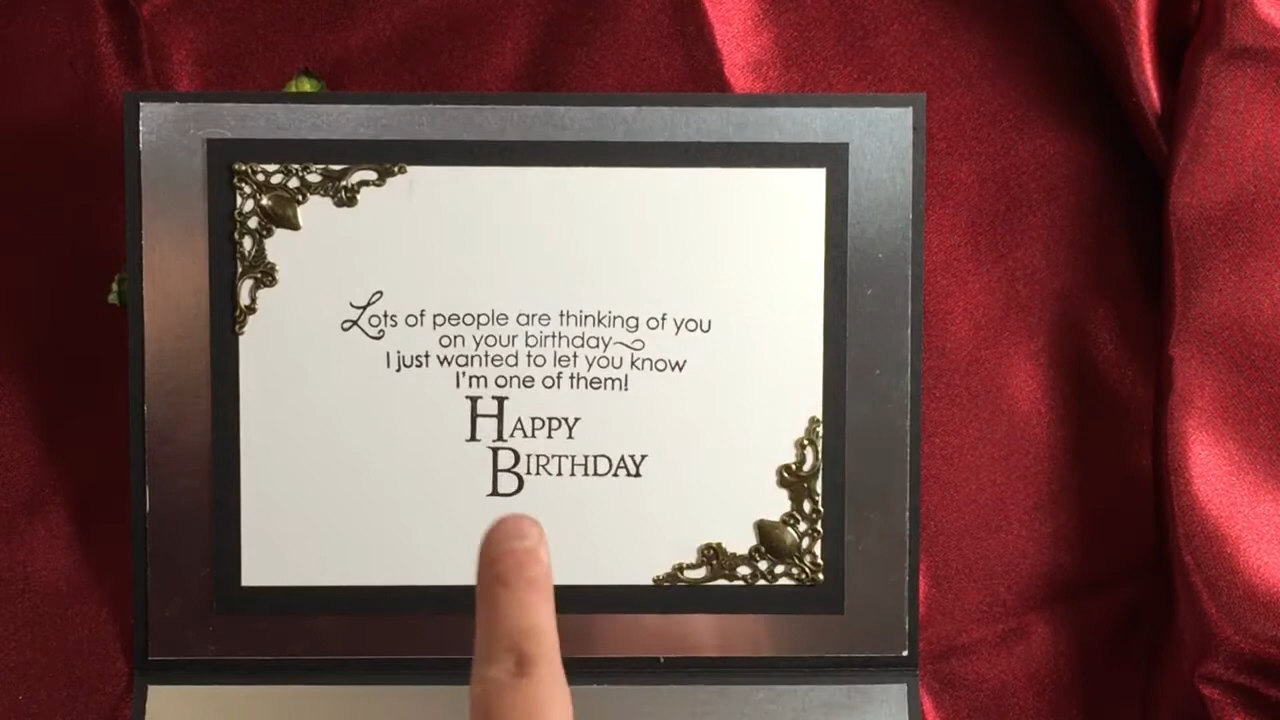 Lots of people are thinking of you
on your birthday~
I just wanted to let you know
I'm one of them!
HAPPY
BIRTHDAY